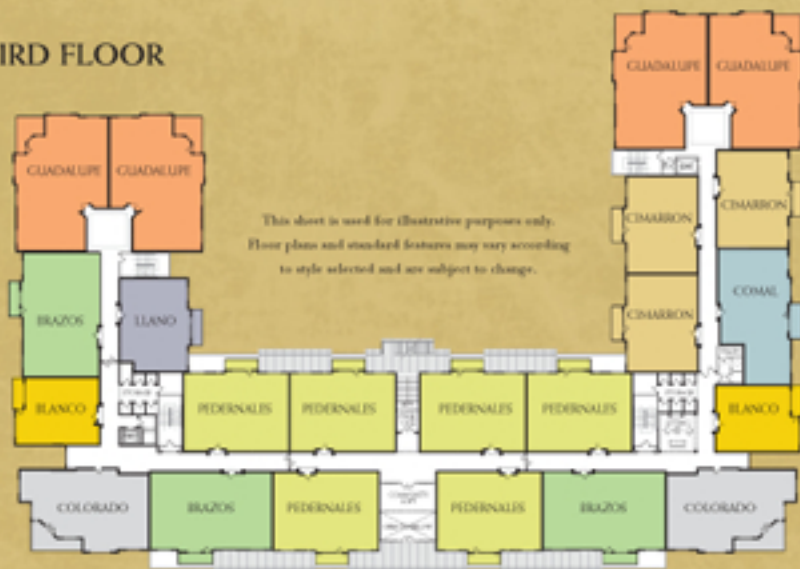 IRD FLOOR
GUADALUPE GUADALUPE
GUADALUPE GUADALUPE
This sheet is used for illustrative purposes only.
Floor plans and standard features may vary according
to style selected and are subject to change.
CIMARRON
CIMARRON
BRAZOS
LLANO
CIMARRON
COMAL
BLANCO
PEDERNALES
PEDERNALES
PEDERNALES
PEDERNALES
BLANCO
COLORADO
BRAZOS
PEDERNALES
PEDERNALES
BRAZOS
COLORADO